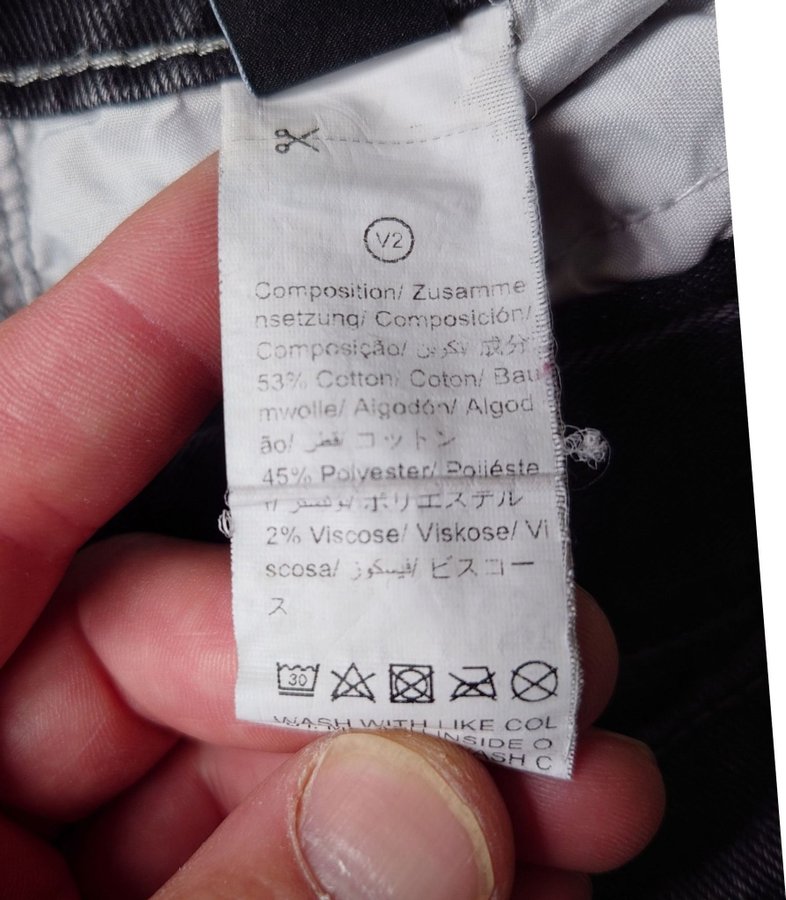 V2
Composition/ Zusamme
nsetzung/ Composición/
Composição/ تكوين/ 成分
53% Cotton/ Coton/ Bau
mwolle/ Algodón/ Algod
ão/ قطن/ コットン
45% Polyester/ Poliéste
r/ بوليستر/ ポリエステル
2% Viscose/ Viskose/ Vi
scosa/ فيسكوز/ ビスコー
ス
30
WASH WITH LIKE COL
INSIDE O
ASH C